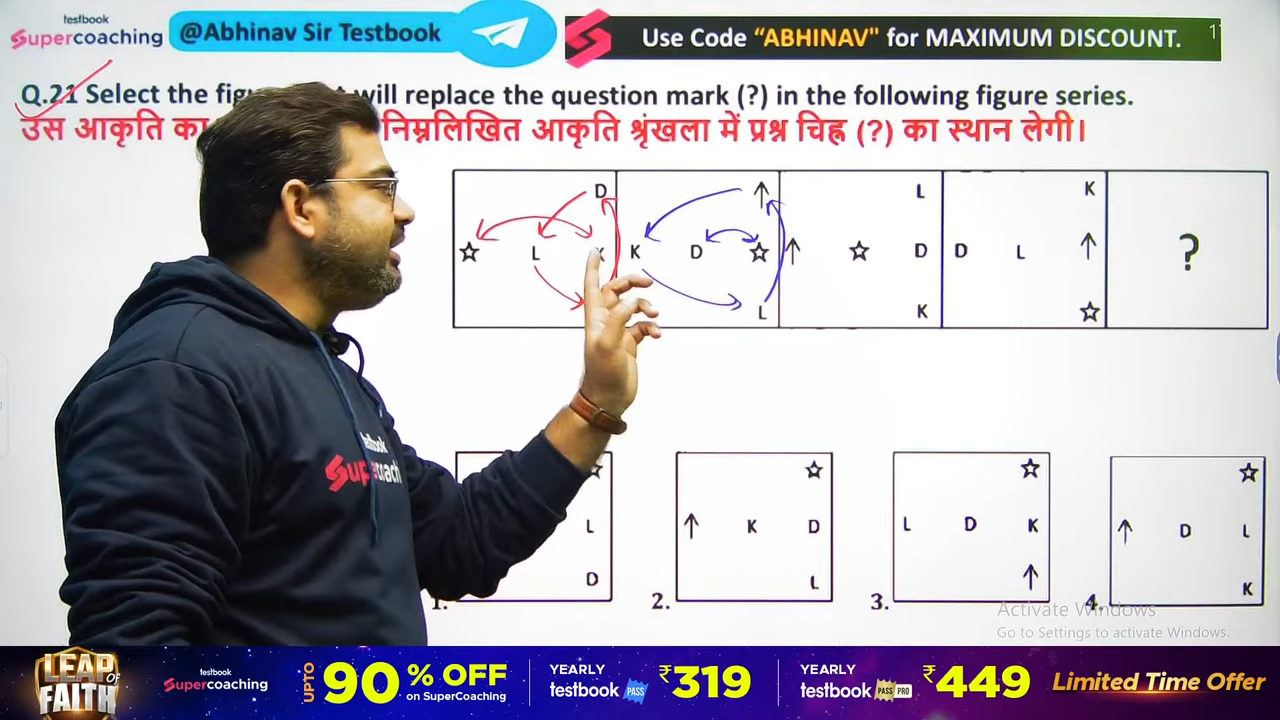 testbook
Supercoaching
@Abhinav Sir Testbook
Use Code “ABHINAV" for MAXIMUM DISCOUNT.
Q.21 Select the will replace the question mark (?) in the following figure series.
उस आकृति का निम्नलिखित आकृति श्रृंखला में प्रश्न चिह्न (?) का स्थान लेगी।
D ↑ L K
☆ L K K D ☆ ↑ ☆ D D L ↑ ?
L K ☆
☆ ☆ ☆
L ↑ K D L D K ↑ D L
D L ↑ K
1. 2. 3. 4.
Activate Windows
Go to Settings to activate Windows.
LEAP OF FAITH
testbook
Supercoaching
UPTO 90% OFF
on SuperCoaching
YEARLY
testbook PASS
₹319
YEARLY
testbook PASS PRO
₹449
Limited Time Offer